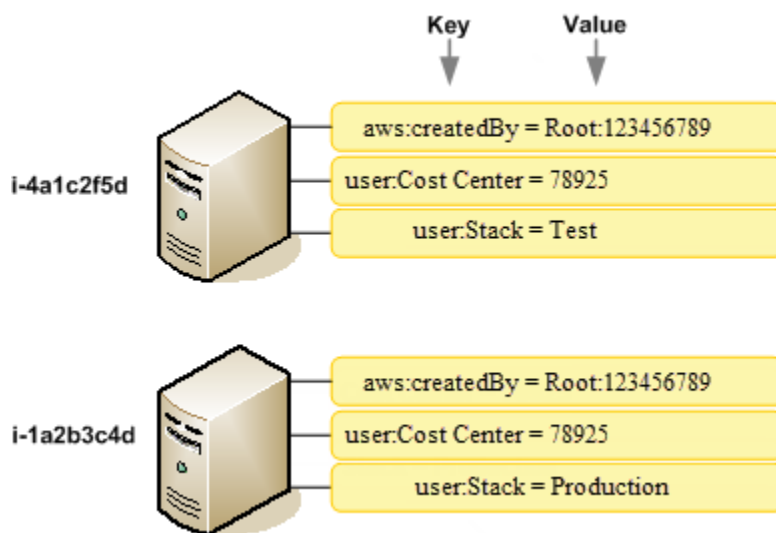 Key Value
aws:createdBy = Root:123456789
i-4a1c2f5d
user:Cost Center = 78925
user:Stack = Test
aws:createdBy = Root:123456789
i-1a2b3c4d
user:Cost Center = 78925
user:Stack = Production